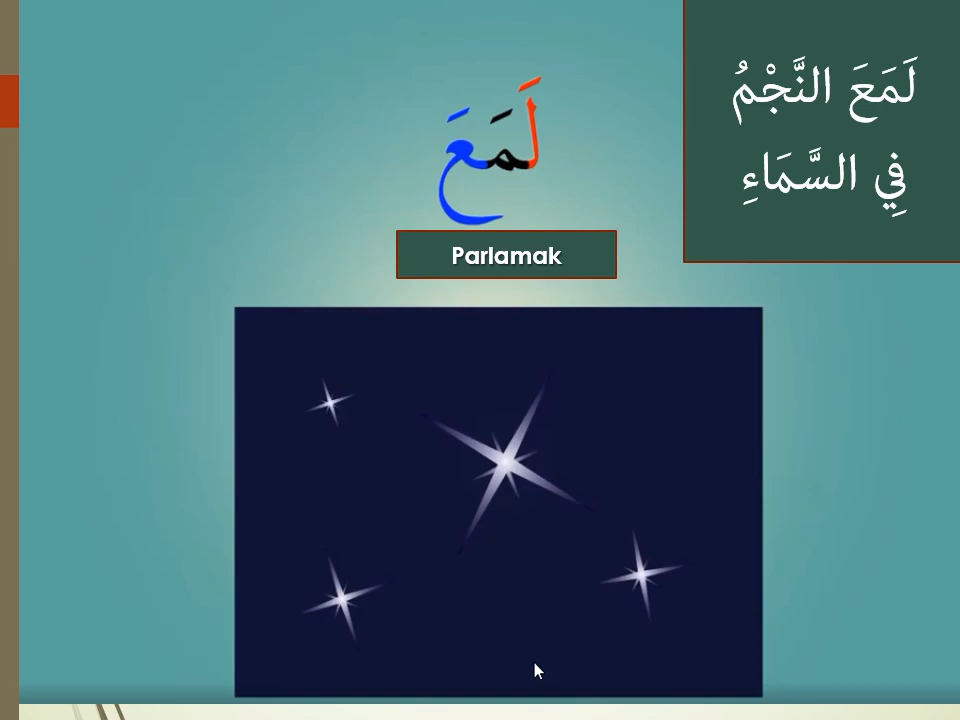 لَمَعَ النَّجْمُ
فِي السَّمَاءِ
لَمَعَ
Parlamak